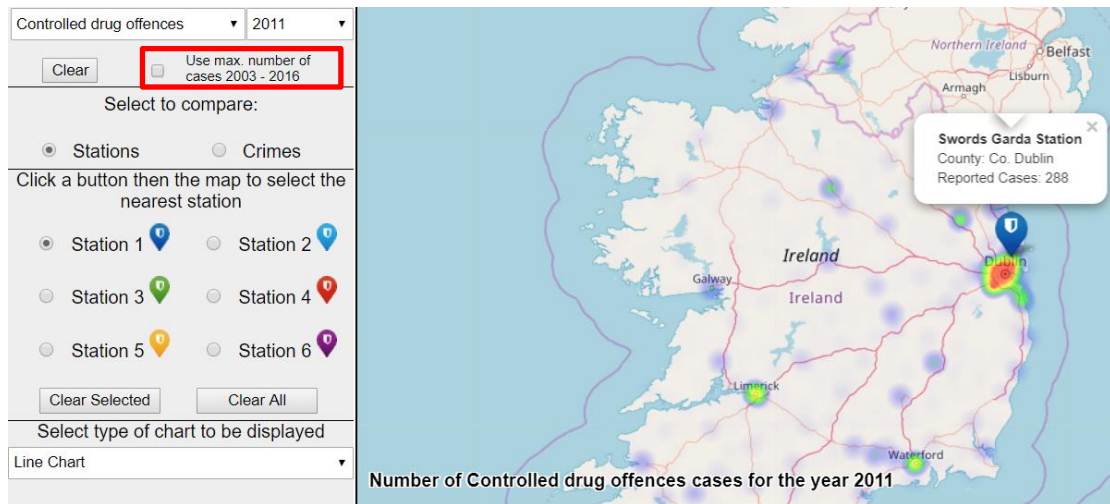 Controlled drug offences
2011
Clear
Use max. number of
cases 2003 - 2016
Select to compare:
Stations
Crimes
Click a button then the map to select the
nearest station
Station 1
Station 2
Station 3
Station 4
Station 5
Station 6
Clear Selected
Clear All
Select type of chart to be displayed
Line Chart
Northern Ireland
Belfast
Lisburn
Armagh
Swords Garda Station
County: Co. Dublin
Reported Cases: 288
Dublin
Ireland
Galway
Ireland
Limerick
Waterford
Number of Controlled drug offences cases for the year 2011